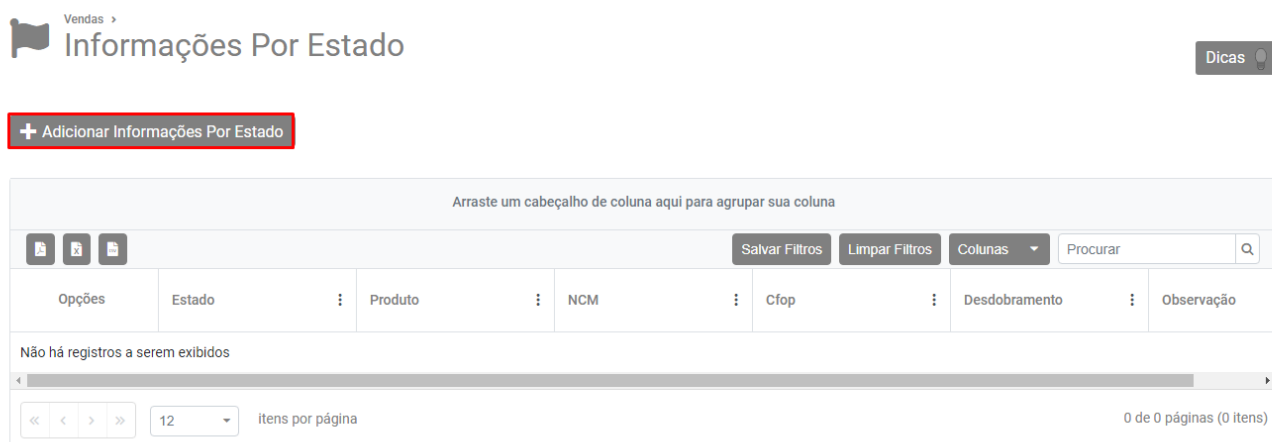 Vendas >
Informações Por Estado
Dicas
Adicionar Informações Por Estado
Arraste um cabeçalho de coluna aqui para agrupar sua coluna
Salvar Filtros Limpar Filtros Colunas Procurar
Opções Estado Produto NCM Cfop Desdobramento Observação
Não há registros a serem exibidos
« < > » 12 itens por página 0 de 0 páginas (0 itens)